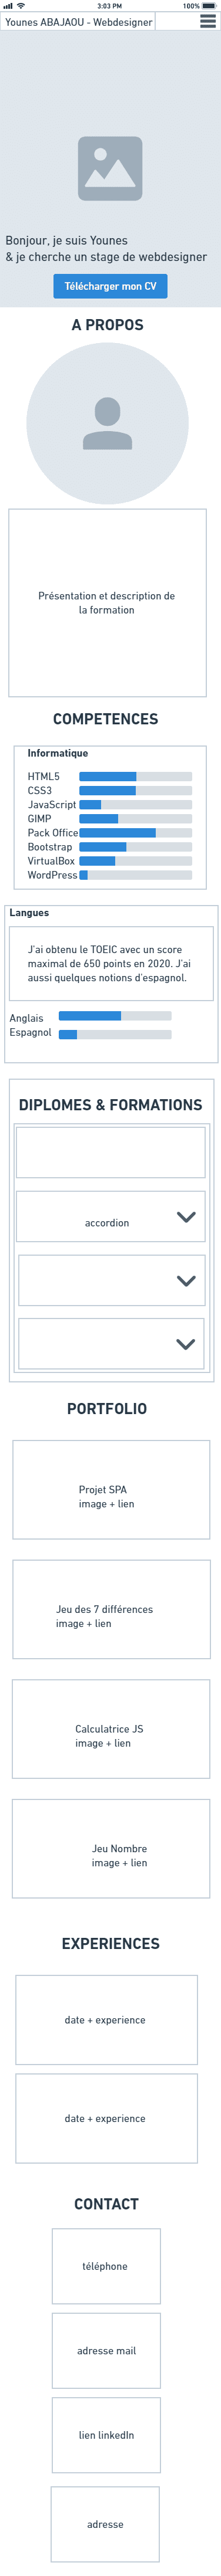 3:03 PM
100%
Younes ABAJAOU - Webdesigner
Bonjour, je suis Younes
& je cherche un stage de webdesigner
Télécharger mon CV
A PROPOS
Présentation et description de
la formation
COMPETENCES
Informatique
HTML5
CSS3
JavaScript
GIMP
Pack Office
Bootstrap
VirtualBox
WordPress
Langues
J'ai obtenu le TOEIC avec un score
maximal de 650 points en 2020. J'ai
aussi quelques notions d'espagnol.
Anglais
Espagnol
DIPLOMES & FORMATIONS
accordion
PORTFOLIO
Projet SPA
image + lien
Jeu des 7 différences
image + lien
Calculatrice JS
image + lien
Jeu Nombre
image + lien
EXPERIENCES
date + experience
date + experience
CONTACT
téléphone
adresse mail
lien linkedIn
adresse